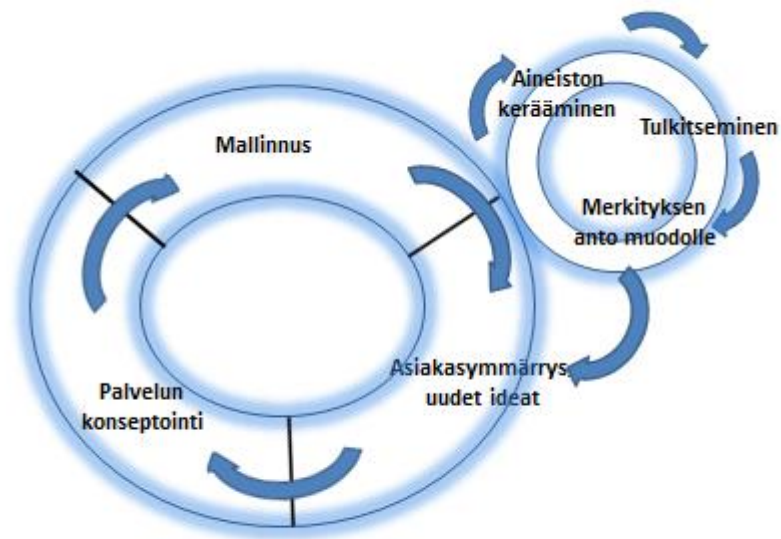 Aineiston
kerääminen
Tulkitseminen
Merkityksen
anto muodolle
Mallinnus
Asiakasymmärrys,
uudet ideat
Palvelun
konseptointi